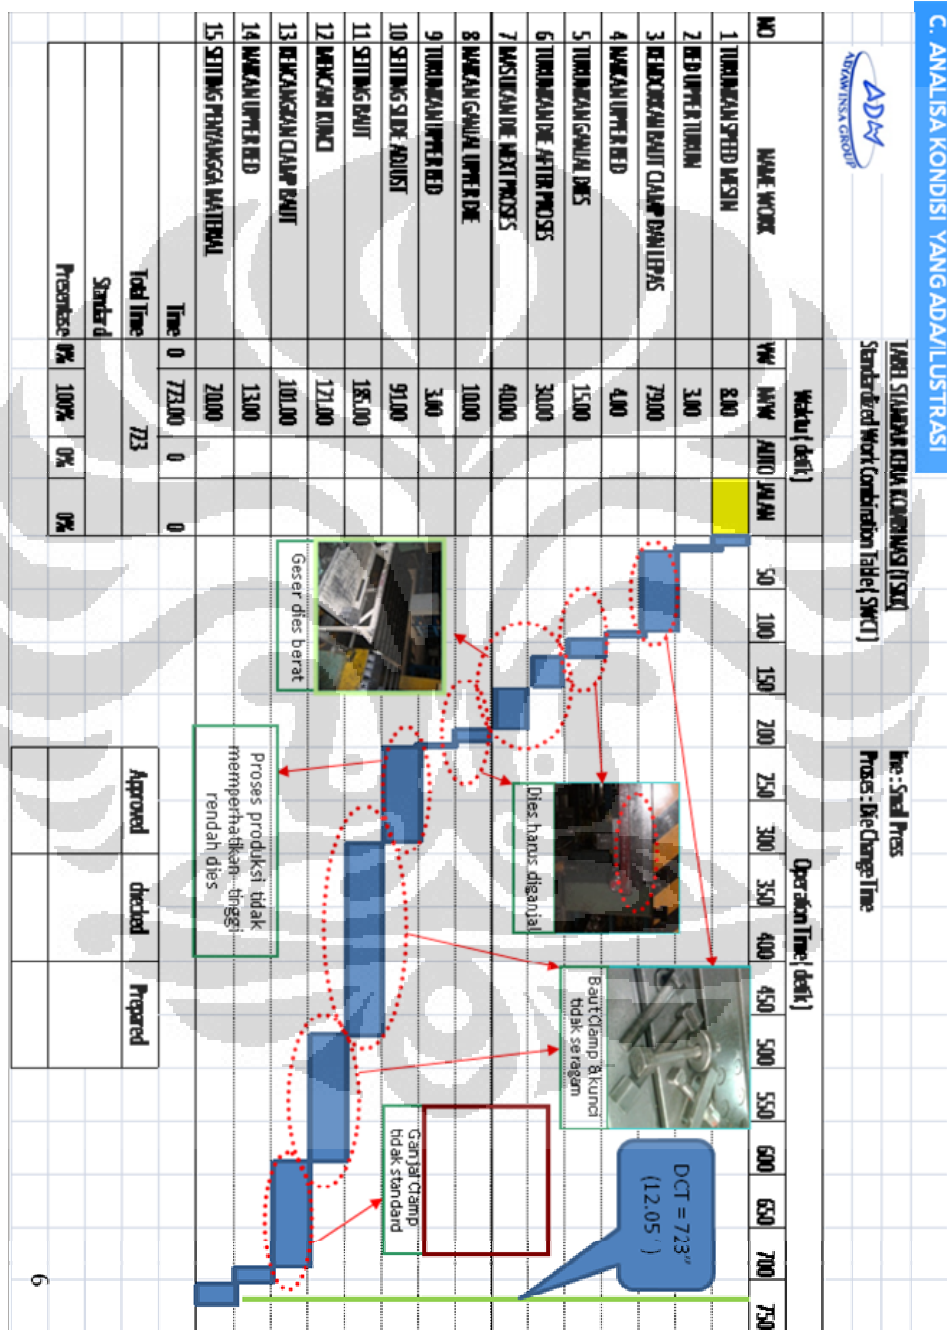 C. ANALISA KONDISI YANG ADA/ILUSTRASI
ADW
ADYAWINSA GROUP
TABEL STANDAR KERJA KOMBINASI (TSKK)
Standardized Work Combination Table ( SWCT )
line : Small Press
Proses : Die Change Time
NO NAME WORK Waktu ( detik ) Operation Time ( detik )
VW NVW AUTO JALAN 50 100 150 200 250 300 350 400 450 500 550 600 650 700 750
1 TURUNKAN SPEED MESIN 8.00
2 BED UPPER TURUN 3.00
3 KENDORKAN BAUT CLAMP DAN LEPAS 79.00
4 NAIKAN UPPER BED 4.00
5 TURUNKAN GANJAL DIES 15.00
6 TURUNKAN DIE AFTER PROSES 30.00
7 MASUKAN DIE NEXT PROSES 40.00
8 NAIKAN GANJAL UPPER DIE 10.00
9 TURUNKAN UPPER BED 3.00
10 SETTING SLIDE ADJUST 91.00
11 SETTING BAUT 185.00
12 MENCARI KUNCI 121.00
13 KENCANGKAN CLAMP BAUT 101.00
14 NAIKAN UPPER BED 13.00
15 SETTING PENYANGGA MATERIAL 20.00
Time 0 723.00 0 0
Total Time 723
Standard
Presentase 0% 100% 0% 0%
DCT = 723”
(12.05 ‘ )
Baut Clamp & kunci
tidak seragam
Dies harus diganjal
Geser dies berat
Ganjal Clamp
tidak standard
Proses produksi tidak
memperhatikan tinggi
rendah dies
Approved checked Prepared
6